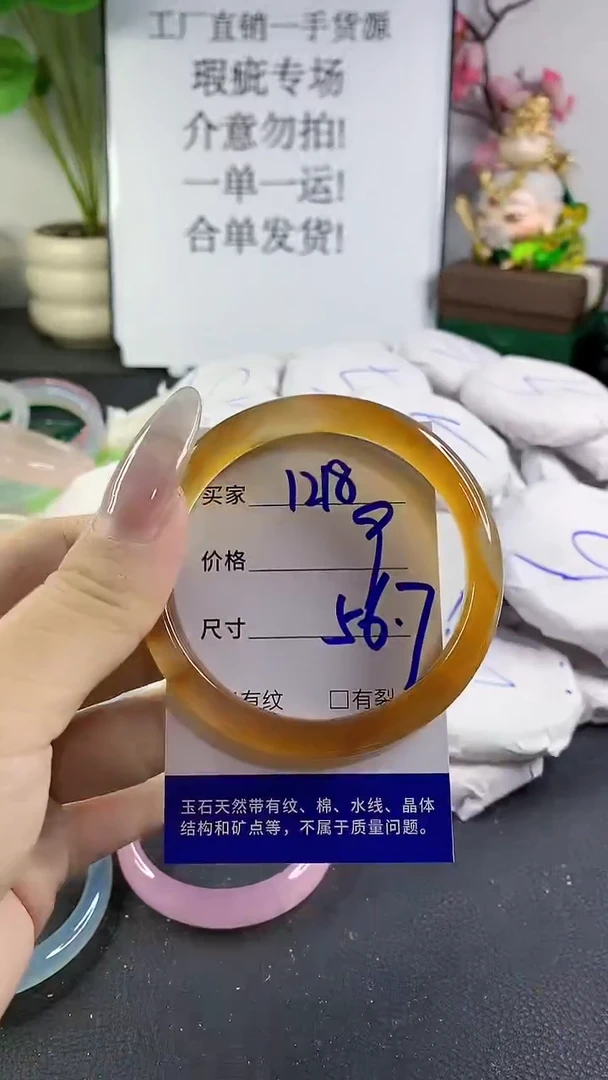 工厂直销一手货源
瑕疵专场
介意勿拍!
一单一运!
合单发货!
买家 1218
价格
尺寸 56.7
有纹 □有裂
玉石天然带有纹、棉、水线、晶体
结构和矿点等，不属于质量问题。